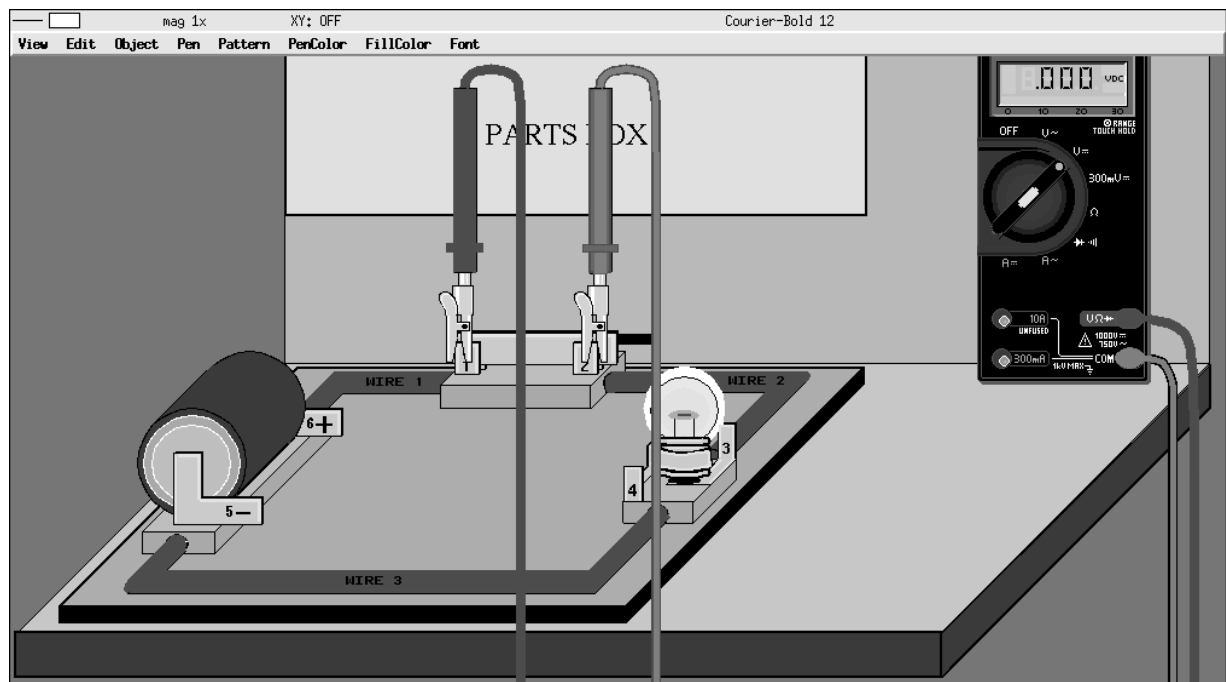 mag 1x XY: OFF Courier-Bold 12
View Edit Object Pen Pattern PenColor FillColor Font
.000 VDC
0 10 20 30
RANGE
TOUCH HOLD
OFF V~
V
300mV
Ω
A A~
PARTS BOX
10A
UNFUSED
VΩ
1000V
750V~
300mA
1kV MAX
COM
1 2
WIRE 1
WIRE 2
6+
3
4
5-
WIRE 3